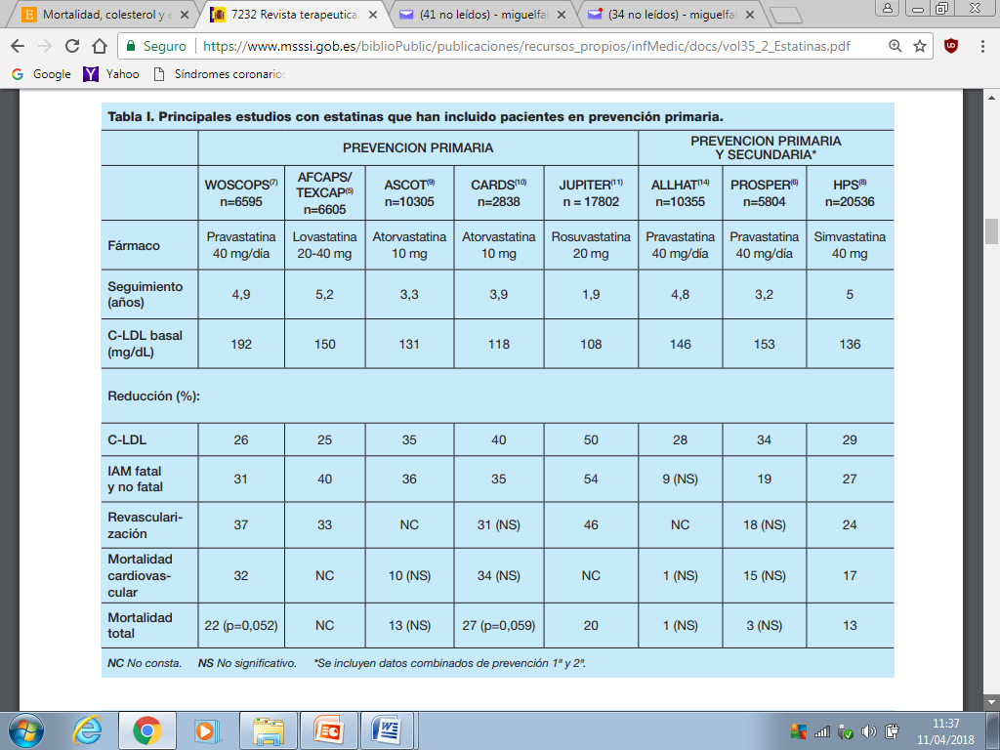 Mortalidad, colesterol y e
7232 Revista terapeutica.
(41 no leídos) - miguelfal
(34 no leídos) - miguelfal
Seguro
https://www.msssi.gob.es/biblioPublic/publicaciones/recursos_propios/infMedic/docs/vol35_2_Estatinas.pdf
Google Yahoo Síndromes coronario
Tabla I. Principales estudios con estatinas que han incluido pacientes en prevención primaria.
PREVENCION PRIMARIA
PREVENCION PRIMARIA
Y SECUNDARIA*
WOSCOPS(7)
n=6595
AFCAPS/
TEXCAP(5)
n=6605
ASCOT(9)
n=10305
CARDS(10)
n=2838
JUPITER(11)
n = 17802
ALLHAT(14)
n=10355
PROSPER(6)
n=5804
HPS(8)
n=20536
Fármaco
Pravastatina
40 mg/día
Lovastatina
20-40 mg
Atorvastatina
10 mg
Atorvastatina
10 mg
Rosuvastatina
20 mg
Pravastatina
40 mg/día
Pravastatina
40 mg/día
Simvastatina
40 mg
Seguimiento
(años)
4,9 5,2 3,3 3,9 1,9 4,8 3,2 5
C-LDL basal
(mg/dL)
192 150 131 118 108 146 153 136
Reducción (%):
C-LDL 26 25 35 40 50 28 34 29
IAM fatal
y no fatal
31 40 36 35 54 9 (NS) 19 27
Revasculari-
zación
37 33 NC 31 (NS) 46 NC 18 (NS) 24
Mortalidad
cardiovas-
cular
32 NC 10 (NS) 34 (NS) NC 1 (NS) 15 (NS) 17
Mortalidad
total
22 (p=0,052) NC 13 (NS) 27 (p=0,059) 20 1 (NS) 3 (NS) 13
NC No consta. NS No significativo. *Se incluyen datos combinados de prevención 1ª y 2ª.
11:37
11/04/2018